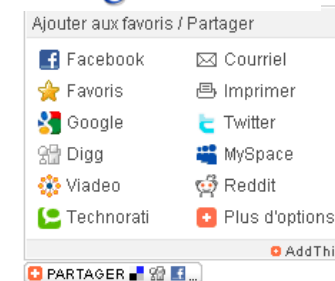 Ajouter aux favoris / Partager
Facebook Courriel
Favoris Imprimer
Google Twitter
Digg MySpace
Viadeo Reddit
Technorati Plus d'options
AddThi
PARTAGER ...